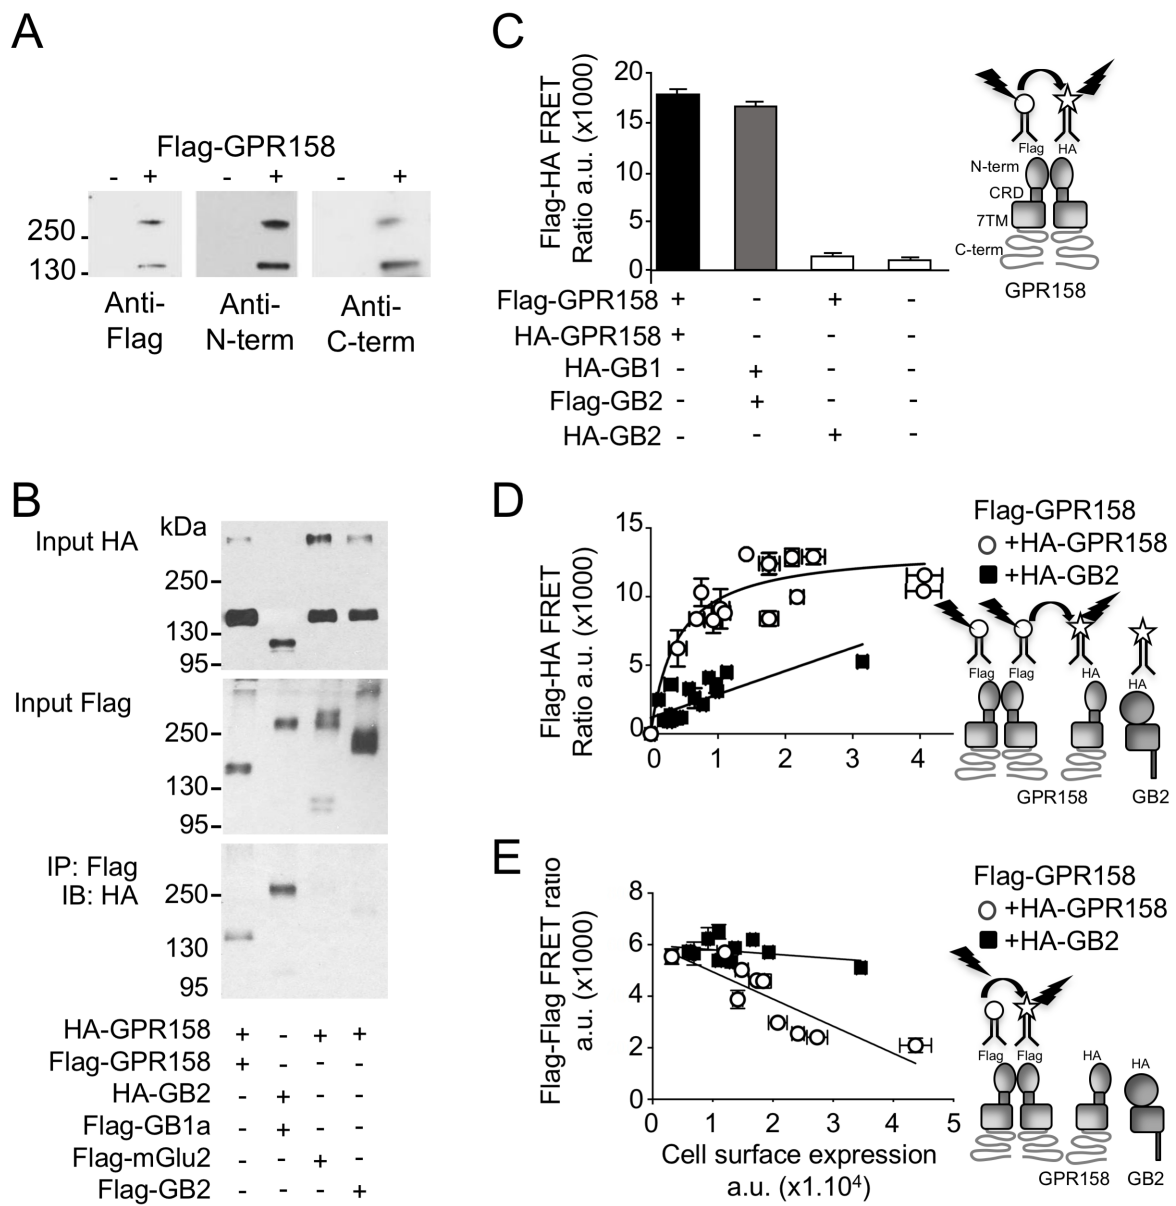 A
Flag-GPR158
- + - + - +
250
130
Anti-Flag
Anti-N-term
Anti-C-term
B
kDa
Input HA
250
130
95
Input Flag
250
130
95
IP: Flag
IB: HA
250
130
95
HA-GPR158 + - + +
Flag-GPR158 + - - -
HA-GB2 - + - -
Flag-GB1a - + - -
Flag-mGlu2 - - + -
Flag-GB2 - - - +
C
Flag-HA FRET
Ratio a.u. (x1000)
20
15
10
5
0
Flag-GPR158 + - + -
HA-GPR158 + - - -
HA-GB1 - + - -
Flag-GB2 - + - -
HA-GB2 - - + -
Flag HA
N-term
CRD
7TM
C-term
GPR158
D
Flag-HA FRET
Ratio a.u. (x1000)
15
10
5
0
0 1 2 3 4
Flag-GPR158
+HA-GPR158
+HA-GB2
Flag Flag HA HA
GPR158 GB2
E
Flag-Flag FRET ratio
a.u. (x1000)
8
6
4
2
0
0 1 2 3 4 5
Cell surface expression
a.u. (x1.10⁴)
Flag-GPR158
+HA-GPR158
+HA-GB2
Flag Flag HA HA
GPR158 GB2